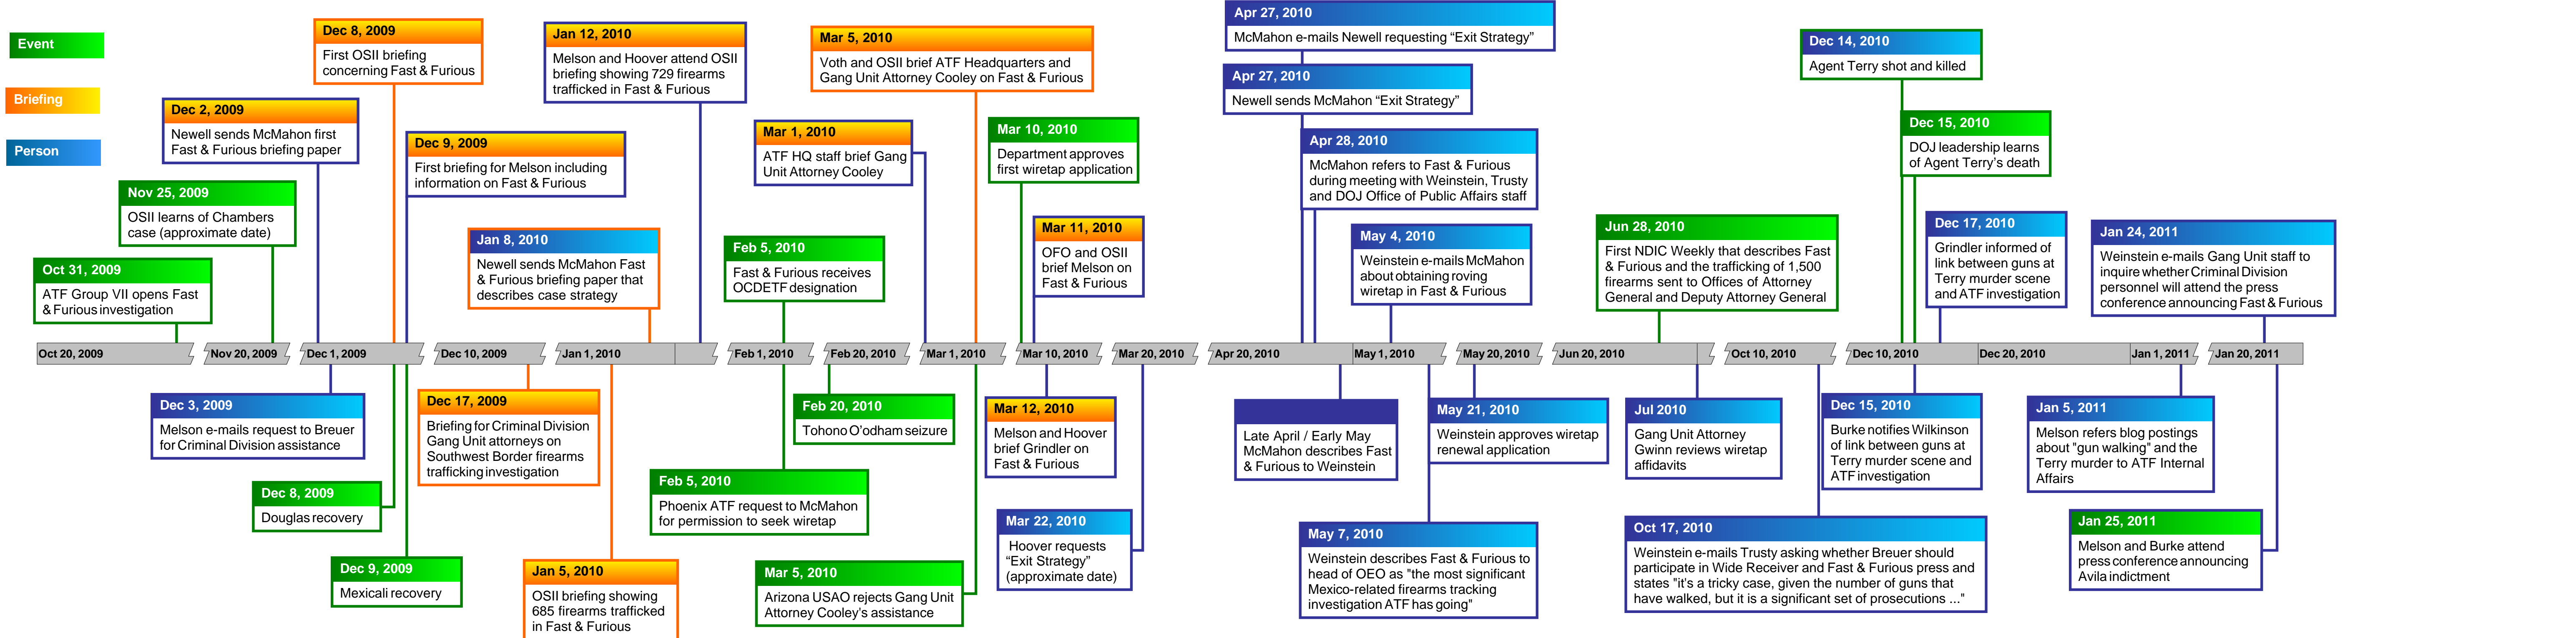 Event
Briefing
Person
Oct 31, 2009
ATF Group VII opens Fast
& Furious investigation
Nov 25, 2009
OSII learns of Chambers
case (approximate date)
Dec 2, 2009
Newell sends McMahon first
Fast & Furious briefing paper
Dec 8, 2009
First OSII briefing
concerning Fast & Furious
Dec 9, 2009
First briefing for Melson including
information on Fast & Furious
Jan 8, 2010
Newell sends McMahon Fast
& Furious briefing paper that
describes case strategy
Jan 12, 2010
Melson and Hoover attend OSII
briefing showing 729 firearms
trafficked in Fast & Furious
Feb 5, 2010
Fast & Furious receives
OCDETF designation
Mar 1, 2010
ATF HQ staff brief Gang
Unit Attorney Cooley
Mar 5, 2010
Voth and OSII brief ATF Headquarters and
Gang Unit Attorney Cooley on Fast & Furious
Mar 10, 2010
Department approves
first wiretap application
Mar 11, 2010
OFO and OSII
brief Melson on
Fast & Furious
Apr 27, 2010
McMahon e-mails Newell requesting “Exit Strategy”
Apr 27, 2010
Newell sends McMahon “Exit Strategy”
Apr 28, 2010
McMahon refers to Fast & Furious
during meeting with Weinstein, Trusty
and DOJ Office of Public Affairs staff
May 4, 2010
Weinstein e-mails McMahon
about obtaining roving
wiretap in Fast & Furious
Jun 28, 2010
First NDIC Weekly that describes Fast
& Furious and the trafficking of 1,500
firearms sent to Offices of Attorney
General and Deputy Attorney General
Dec 14, 2010
Agent Terry shot and killed
Dec 15, 2010
DOJ leadership learns
of Agent Terry’s death
Dec 17, 2010
Grindler informed of
link between guns at
Terry murder scene
and ATF investigation
Jan 24, 2011
Weinstein e-mails Gang Unit staff to
inquire whether Criminal Division
personnel will attend the press
conference announcing Fast & Furious
Oct 20, 2009
Nov 20, 2009
Dec 1, 2009
Dec 10, 2009
Jan 1, 2010
Feb 1, 2010
Feb 20, 2010
Mar 1, 2010
Mar 10, 2010
Mar 20, 2010
Apr 20, 2010
May 1, 2010
May 20, 2010
Jun 20, 2010
Oct 10, 2010
Dec 10, 2010
Dec 20, 2010
Jan 1, 2011
Jan 20, 2011
Dec 3, 2009
Melson e-mails request to Breuer
for Criminal Division assistance
Dec 8, 2009
Douglas recovery
Dec 9, 2009
Mexicali recovery
Dec 17, 2009
Briefing for Criminal Division
Gang Unit attorneys on
Southwest Border firearms
trafficking investigation
Jan 5, 2010
OSII briefing showing
685 firearms trafficked
in Fast & Furious
Feb 5, 2010
Phoenix ATF request to McMahon
for permission to seek wiretap
Feb 20, 2010
Tohono O’odham seizure
Mar 5, 2010
Arizona USAO rejects Gang Unit
Attorney Cooley’s assistance
Mar 12, 2010
Melson and Hoover
brief Grindler on
Fast & Furious
Mar 22, 2010
Hoover requests
“Exit Strategy”
(approximate date)
Late April / Early May
McMahon describes Fast
& Furious to Weinstein
May 7, 2010
Weinstein describes Fast & Furious to
head of OEO as "the most significant
Mexico-related firearms tracking
investigation ATF has going"
May 21, 2010
Weinstein approves wiretap
renewal application
Jul 2010
Gang Unit Attorney
Gwinn reviews wiretap
affidavits
Oct 17, 2010
Weinstein e-mails Trusty asking whether Breuer should
participate in Wide Receiver and Fast & Furious press and
states "it's a tricky case, given the number of guns that
have walked, but it is a significant set of prosecutions ..."
Dec 15, 2010
Burke notifies Wilkinson
of link between guns at
Terry murder scene and
ATF investigation
Jan 5, 2011
Melson refers blog postings
about "gun walking" and the
Terry murder to ATF Internal
Affairs
Jan 25, 2011
Melson and Burke attend
press conference announcing
Avila indictment